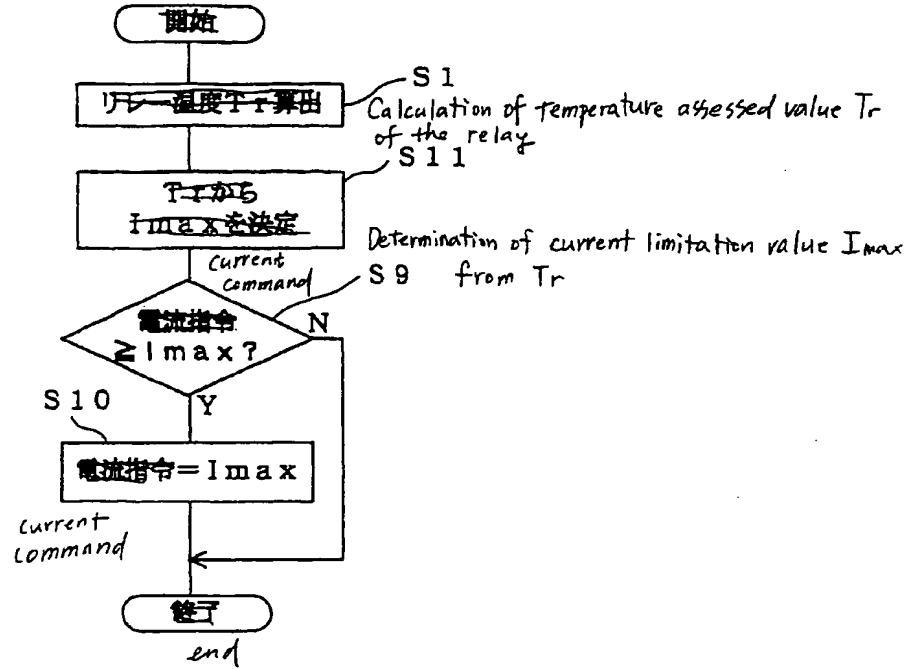 開始
S1
リレー温度Tr算出
Calculation of temperature assessed value Tr
of the relay
S11
Trから
Imaxを決定
Determination of current limitation value Imax
from Tr
current
command
S9
電流指令
≧Imax?
N
Y
S10
電流指令=Imax
current
command
終了
end